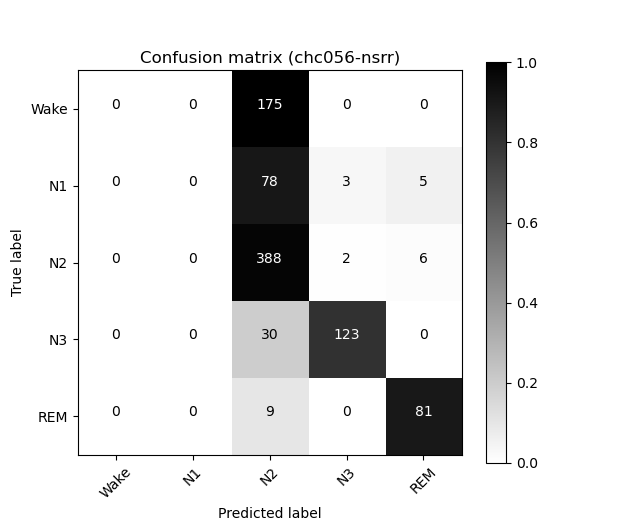 Confusion matrix (chc056-nsrr)
True label
Wake 0 0 175 0 0
N1 0 0 78 3 5
N2 0 0 388 2 6
N3 0 0 30 123 0
REM 0 0 9 0 81
Wake N1 N2 N3 REM
Predicted label
1.0
0.8
0.6
0.4
0.2
0.0